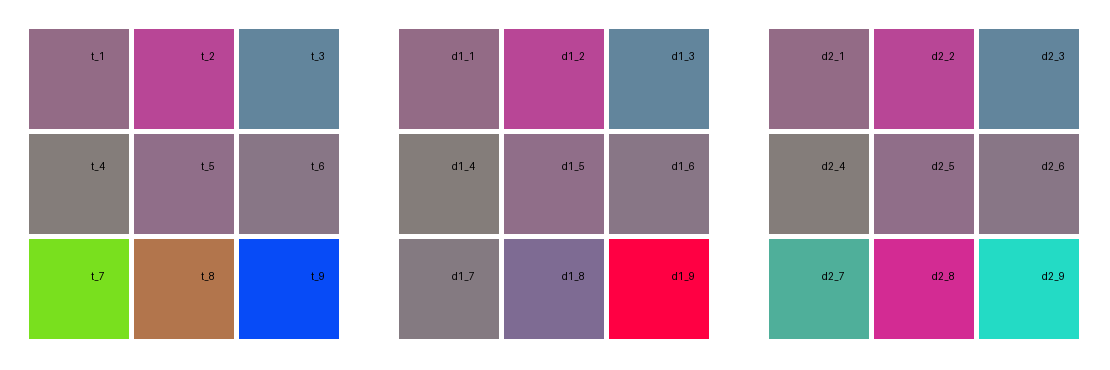 t_1 t_2 t_3 d1_1 d1_2 d1_3 d2_1 d2_2 d2_3
t_4 t_5 t_6 d1_4 d1_5 d1_6 d2_4 d2_5 d2_6
t_7 t_8 t_9 d1_7 d1_8 d1_9 d2_7 d2_8 d2_9